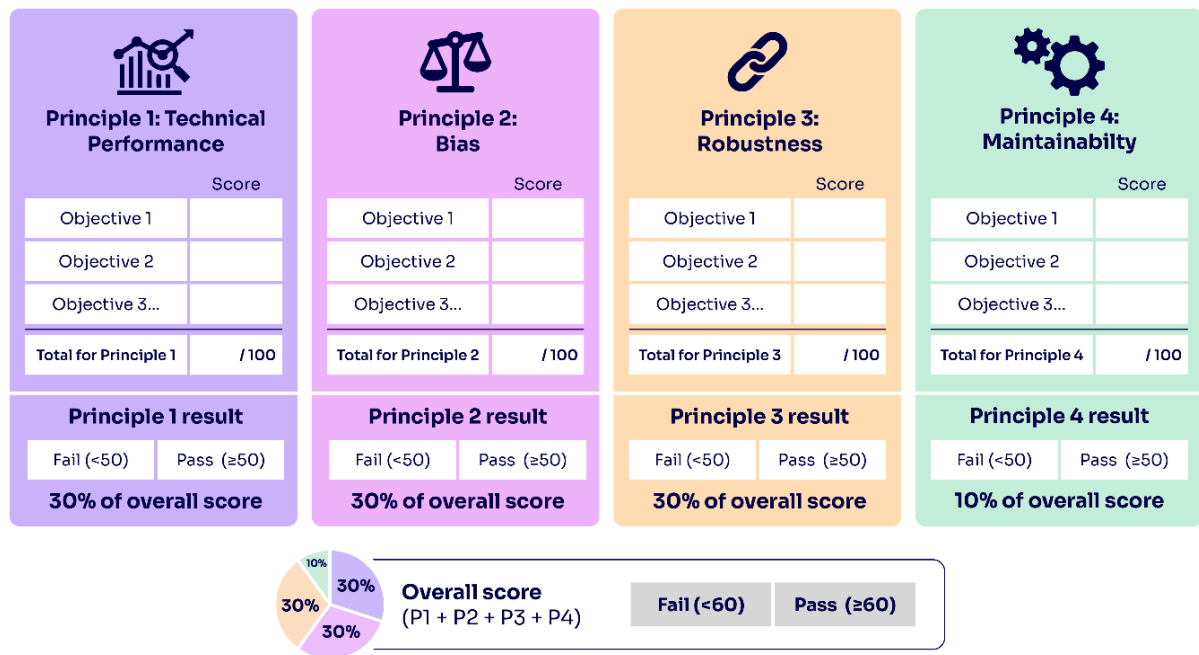 Principle 1: Technical
Performance
Score
Objective 1
Objective 2
Objective 3...
Total for Principle 1 / 100
Principle 1 result
Fail (<50) Pass (≥50)
30% of overall score
Principle 2:
Bias
Score
Objective 1
Objective 2
Objective 3...
Total for Principle 2 / 100
Principle 2 result
Fail (<50) Pass (≥50)
30% of overall score
Principle 3:
Robustness
Score
Objective 1
Objective 2
Objective 3...
Total for Principle 3 / 100
Principle 3 result
Fail (<50) Pass (≥50)
30% of overall score
Principle 4:
Maintainabilty
Score
Objective 1
Objective 2
Objective 3...
Total for Principle 4 / 100
Principle 4 result
Fail (<50) Pass (≥50)
10% of overall score
10%
30%
30%
30%
Overall score
(P1 + P2 + P3 + P4)
Fail (<60) Pass (≥60)